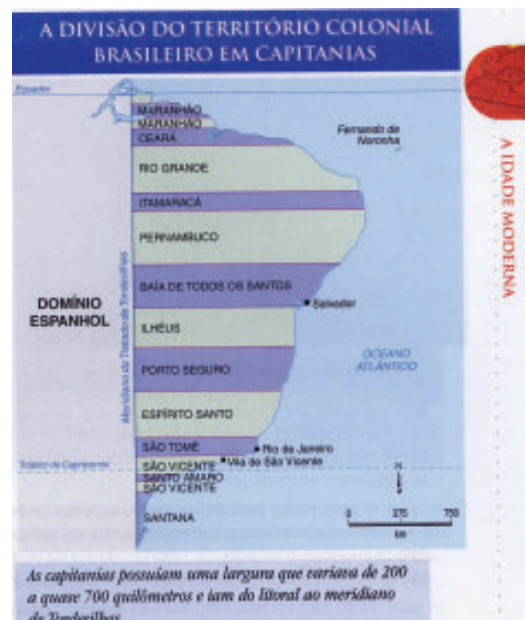 A DIVISÃO DO TERRITÓRIO COLONIAL
BRASILEIRO EM CAPITANIAS
Equador
MARANHÃO
MARANHÃO
CEARÁ
Fernando de
Noronha
RIO GRANDE
ITAMARACÁ
PERNAMBUCO
BAÍA DE TODOS OS SANTOS
Salvador
DOMÍNIO
ESPANHOL
Meridiano do Tratado de Tordesilhas
ILHÉUS
OCEANO
ATLÂNTICO
PORTO SEGURO
ESPÍRITO SANTO
SÃO TOMÉ
Rio de Janeiro
Vila de São Vicente
Trópico de Capricórnio
SÃO VICENTE
SANTO AMARO
SÃO VICENTE
SANTANA
N
0 375 750
km
A IDADE MODERNA
As capitanias possuíam uma largura que variava de 200
a quase 700 quilômetros e iam do litoral ao meridiano
de Tordesilhas